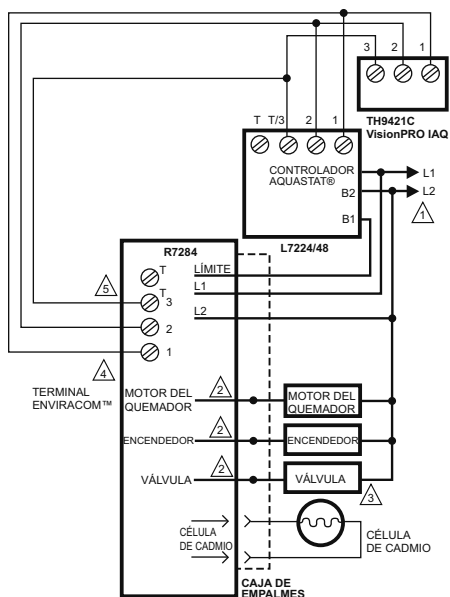 3 2 1
TH9421C
VisionPRO IAQ
T T/3 2 1
CONTROLADOR
AQUASTAT®
L1
B2
L2
1
B1
L7224/48
R7284
LÍMITE
T
L1
5
T
3
L2
2
1
4
TERMINAL
ENVIRACOM™
MOTOR DEL
QUEMADOR
2
MOTOR DEL
QUEMADOR
ENCENDEDOR
2
ENCENDEDOR
VÁLVULA
2
VÁLVULA
3
CÉLULA
DE CADMIO
CÉLULA
DE CADMIO
CAJA DE
EMPALMES